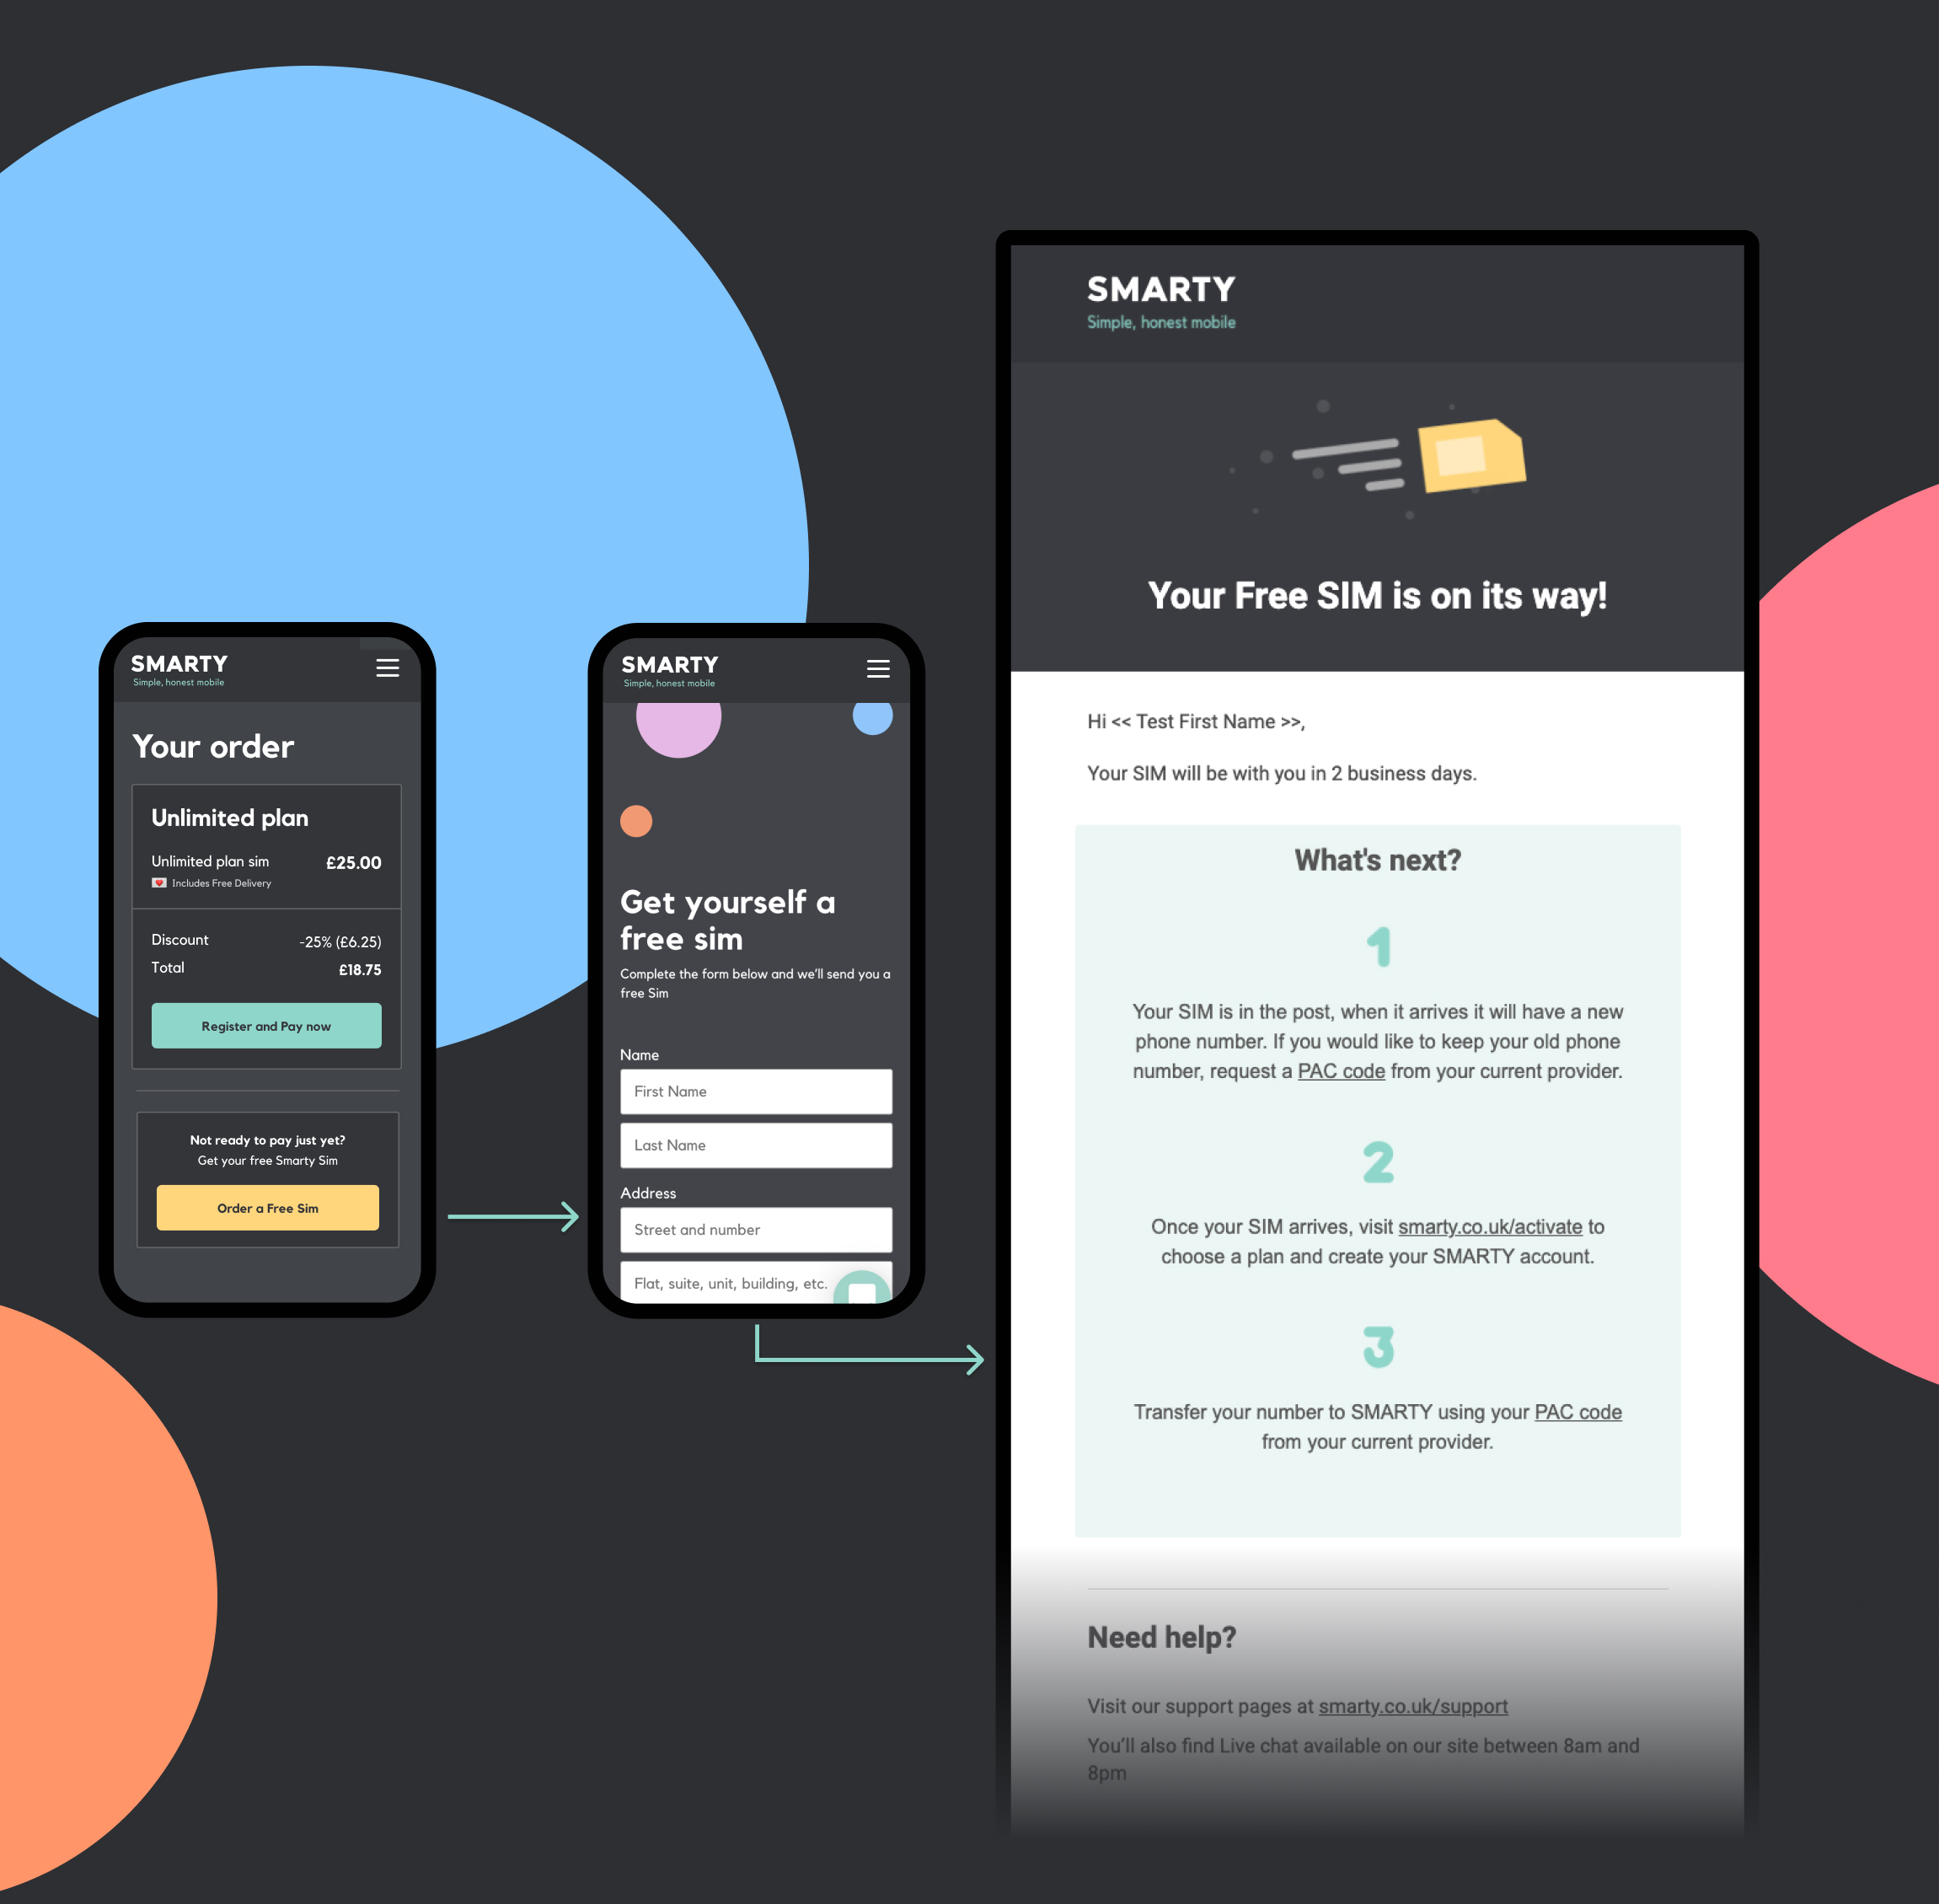 SMARTY
Simple, honest mobile
Your order
Unlimited plan
Unlimited plan sim £25.00
Includes Free Delivery
Discount -25% (£6.25)
Total £18.75
Register and Pay now
Not ready to pay just yet?
Get your free Smarty Sim
Order a Free Sim
SMARTY
Simple, honest mobile
Get yourself a
free sim
Complete the form below and we'll send you a
free Sim
Name
First Name
Last Name
Address
Street and number
Flat, suite, unit, building, etc.
SMARTY
Simple, honest mobile
Your Free SIM is on its way!
Hi << Test First Name >>,
Your SIM will be with you in 2 business days.
What's next?
1
Your SIM is in the post, when it arrives it will have a new
phone number. If you would like to keep your old phone
number, request a PAC code from your current provider.
2
Once your SIM arrives, visit smarty.co.uk/activate to
choose a plan and create your SMARTY account.
3
Transfer your number to SMARTY using your PAC code
from your current provider.
Need help?
Visit our support pages at smarty.co.uk/support
You'll also find Live chat available on our site between 8am and
8pm